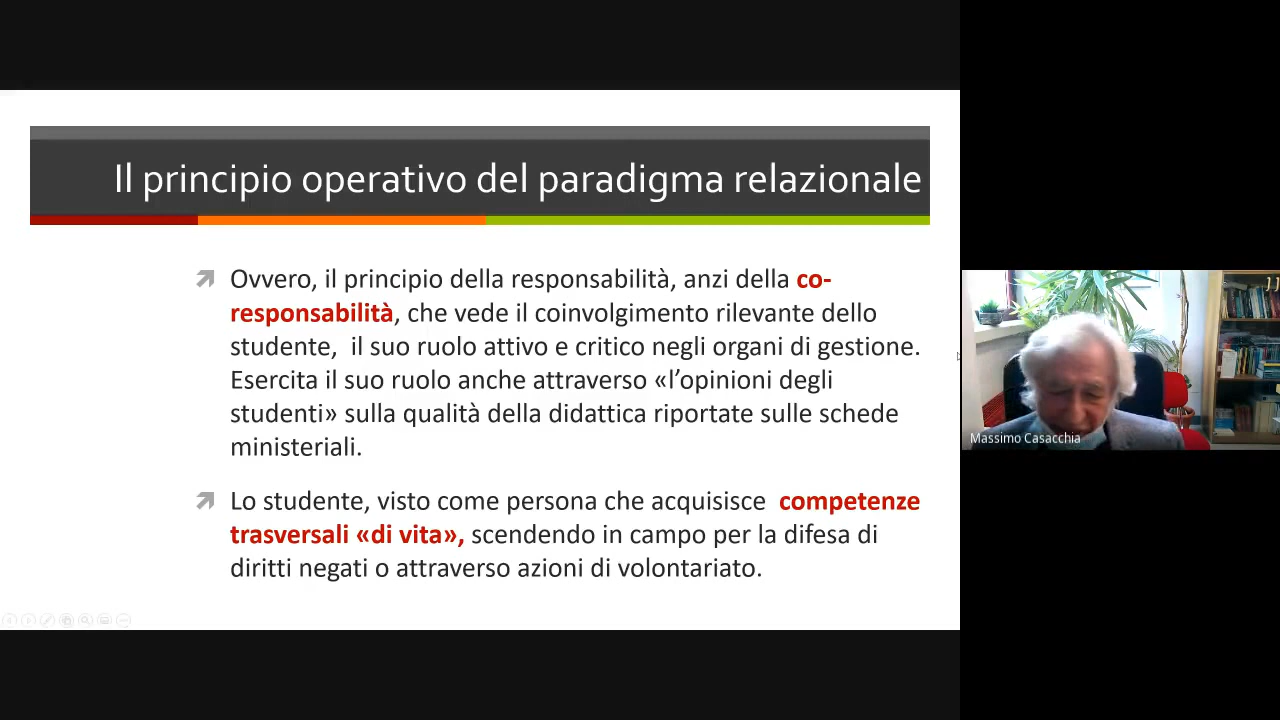 Il principio operativo del paradigma relazionale
Ovvero, il principio della responsabilità, anzi della co-
responsabilità, che vede il coinvolgimento rilevante dello
studente,  il suo ruolo attivo e critico negli organi di gestione.
Esercita il suo ruolo anche attraverso «l’opinioni degli
studenti» sulla qualità della didattica riportate sulle schede
ministeriali.
Lo studente, visto come persona che acquisisce  competenze
trasversali «di vita», scendendo in campo per la difesa di
diritti negati o attraverso azioni di volontariato.
Massimo Casacchia